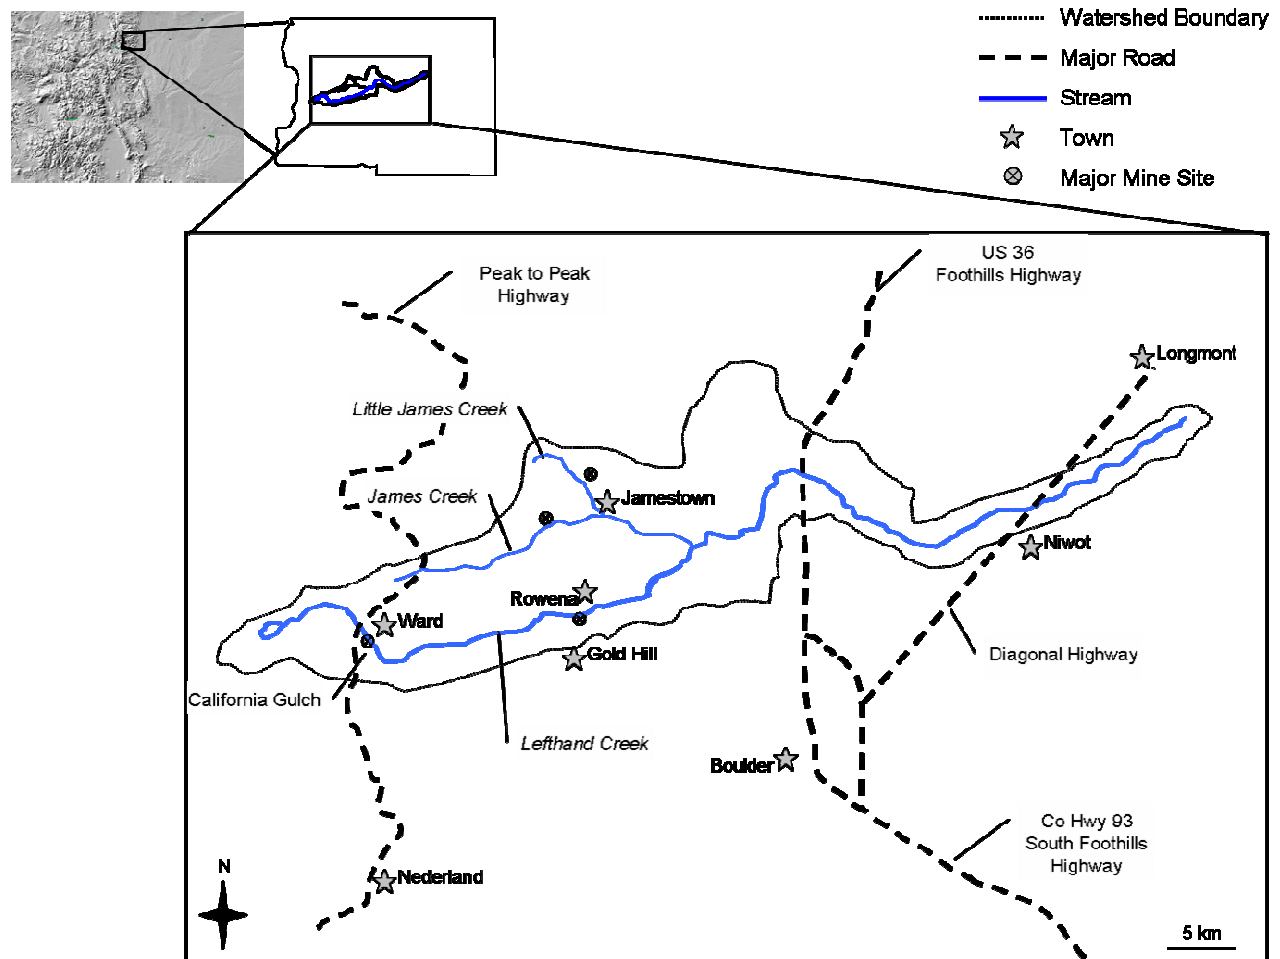 Watershed Boundary
Major Road
Stream
Town
Major Mine Site
US 36
Foothills Highway
Peak to Peak
Highway
Longmont
Little James Creek
James Creek
Jamestown
Niwot
Rowena
Ward
Gold Hill
Diagonal Highway
California Gulch
Lefthand Creek
Boulder
Co Hwy 93
South Foothills
Highway
N
Nederland
5 km